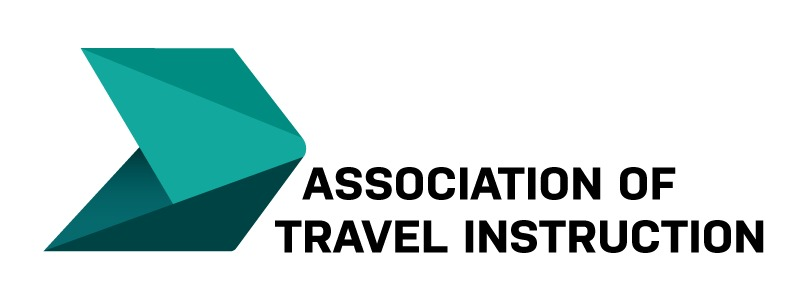 ASSOCIATION OF
TRAVEL INSTRUCTION